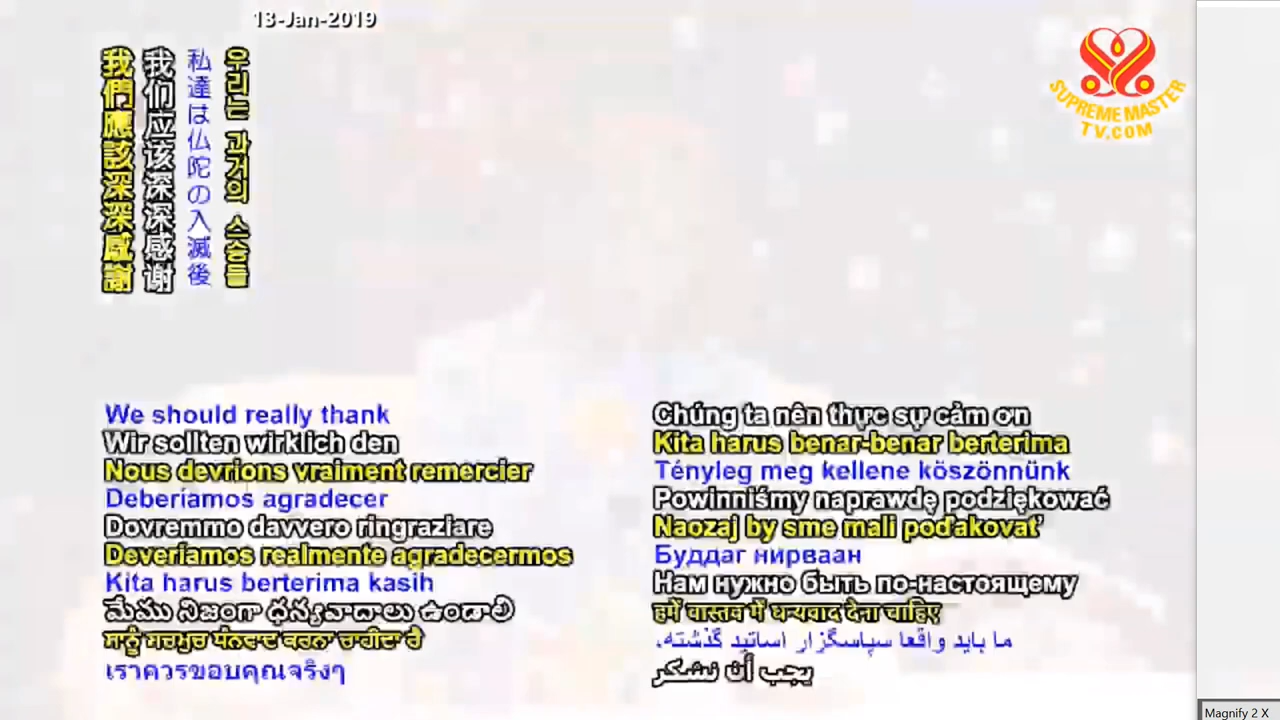 13-Jan-2019
SUPREME MASTER
TV.COM
我們應該深深感謝
我们应该深深感谢
私達は仏陀の入滅後
우리는 과거의 스승들
We should really thank
Wir sollten wirklich den
Nous devrions vraiment remercier
Deberíamos agradecer
Dovremmo davvero ringraziare
Deveríamos realmente agradecermos
Kita harus berterima kasih
మేము నిజంగా ధన్యవాదాలు ఉండాలి
ਸਾਨੂੰ ਸਚਮੁਚ ਧੰਨਵਾਦ ਕਰਨਾ ਚਾਹੀਦਾ ਹੈ
เราควรขอบคุณจริงๆ
Chúng ta nên thực sự cảm ơn
Kita harus benar-benar berterima
Tényleg meg kellene köszönnünk
Powinniśmy naprawdę podziękować
Naozaj by sme mali poďakovať
Буддаг нирваан
Нам нужно быть по-настоящему
हमें वास्तव में धन्यवाद देना चाहिए
ما باید واقعا سپاسگزار اساتید گذشته،
يجب أن نشكر
Magnify 2 X